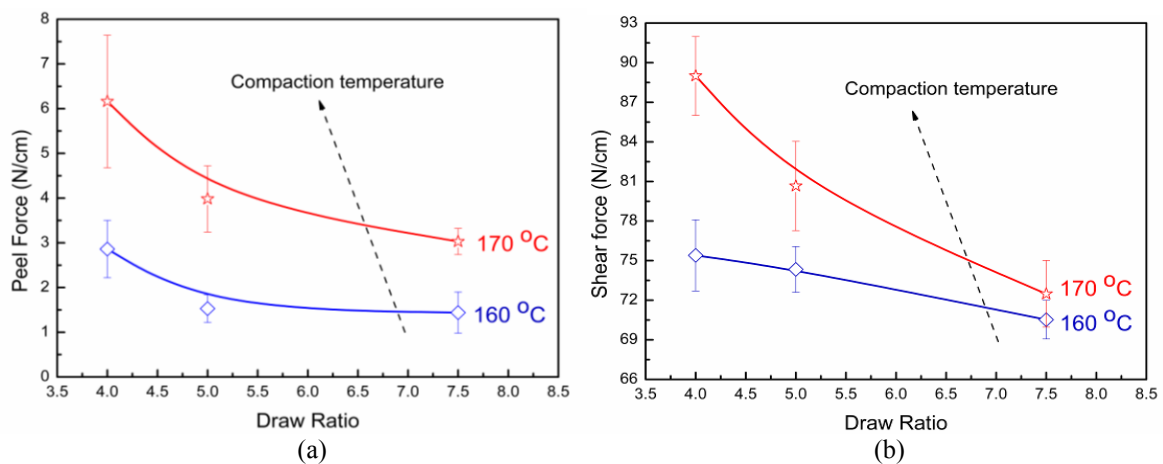 8
7
6
5
4
3
2
1
0
Peel Force (N/cm)
Compaction temperature
170 ºC
160 ºC
3.5 4.0 4.5 5.0 5.5 6.0 6.5 7.0 7.5 8.0 8.5
Draw Ratio
(a)
93
90
87
84
81
78
75
72
69
66
Shear force (N/cm)
Compaction temperature
170 ºC
160 ºC
3.5 4.0 4.5 5.0 5.5 6.0 6.5 7.0 7.5 8.0 8.5
Draw Ratio
(b)